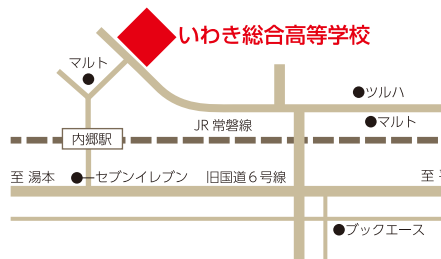 いわき総合高等学校
マルト
ツルハ
マルト
JR常磐線
内郷駅
至 湯本
セブンイレブン
旧国道6号線
至
ブックエース